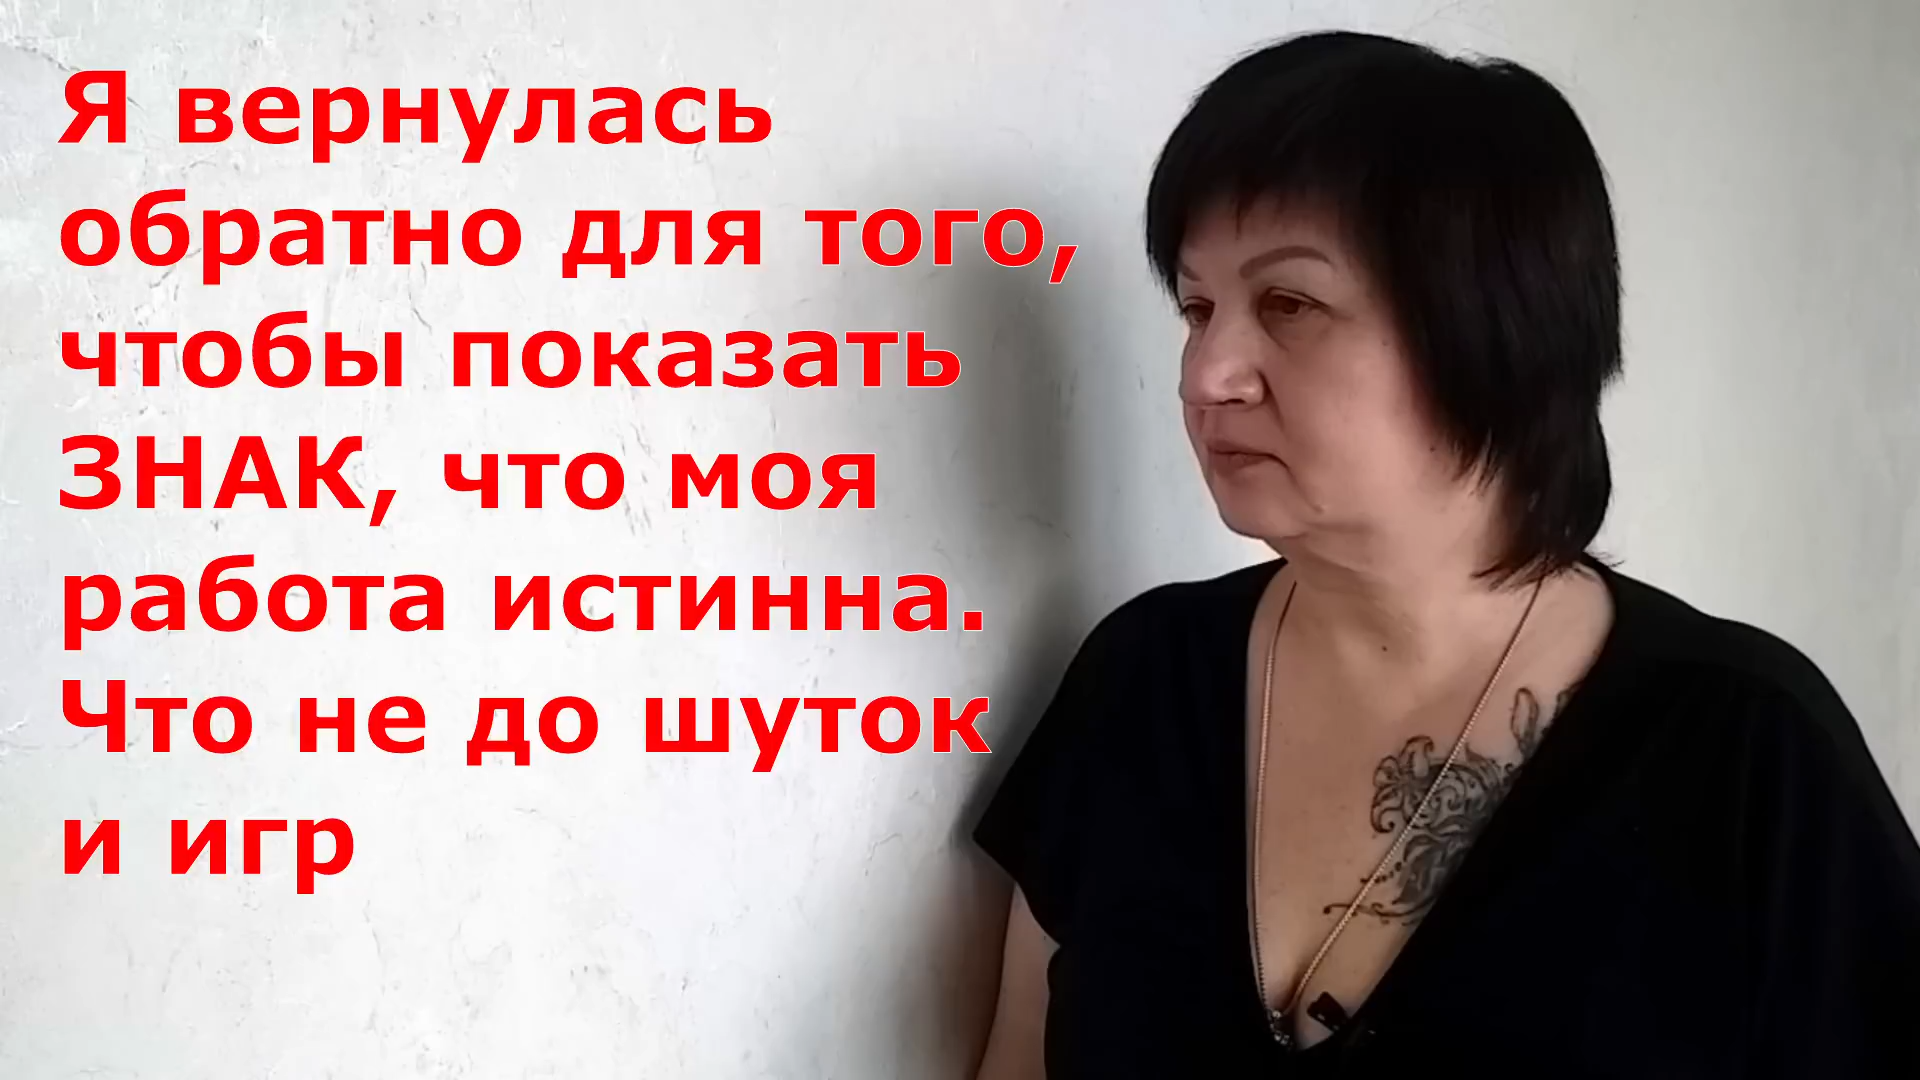 Я вернулась
обратно для того,
чтобы показать
ЗНАК, что моя
работа истинна.
Что не до шуток
и игр